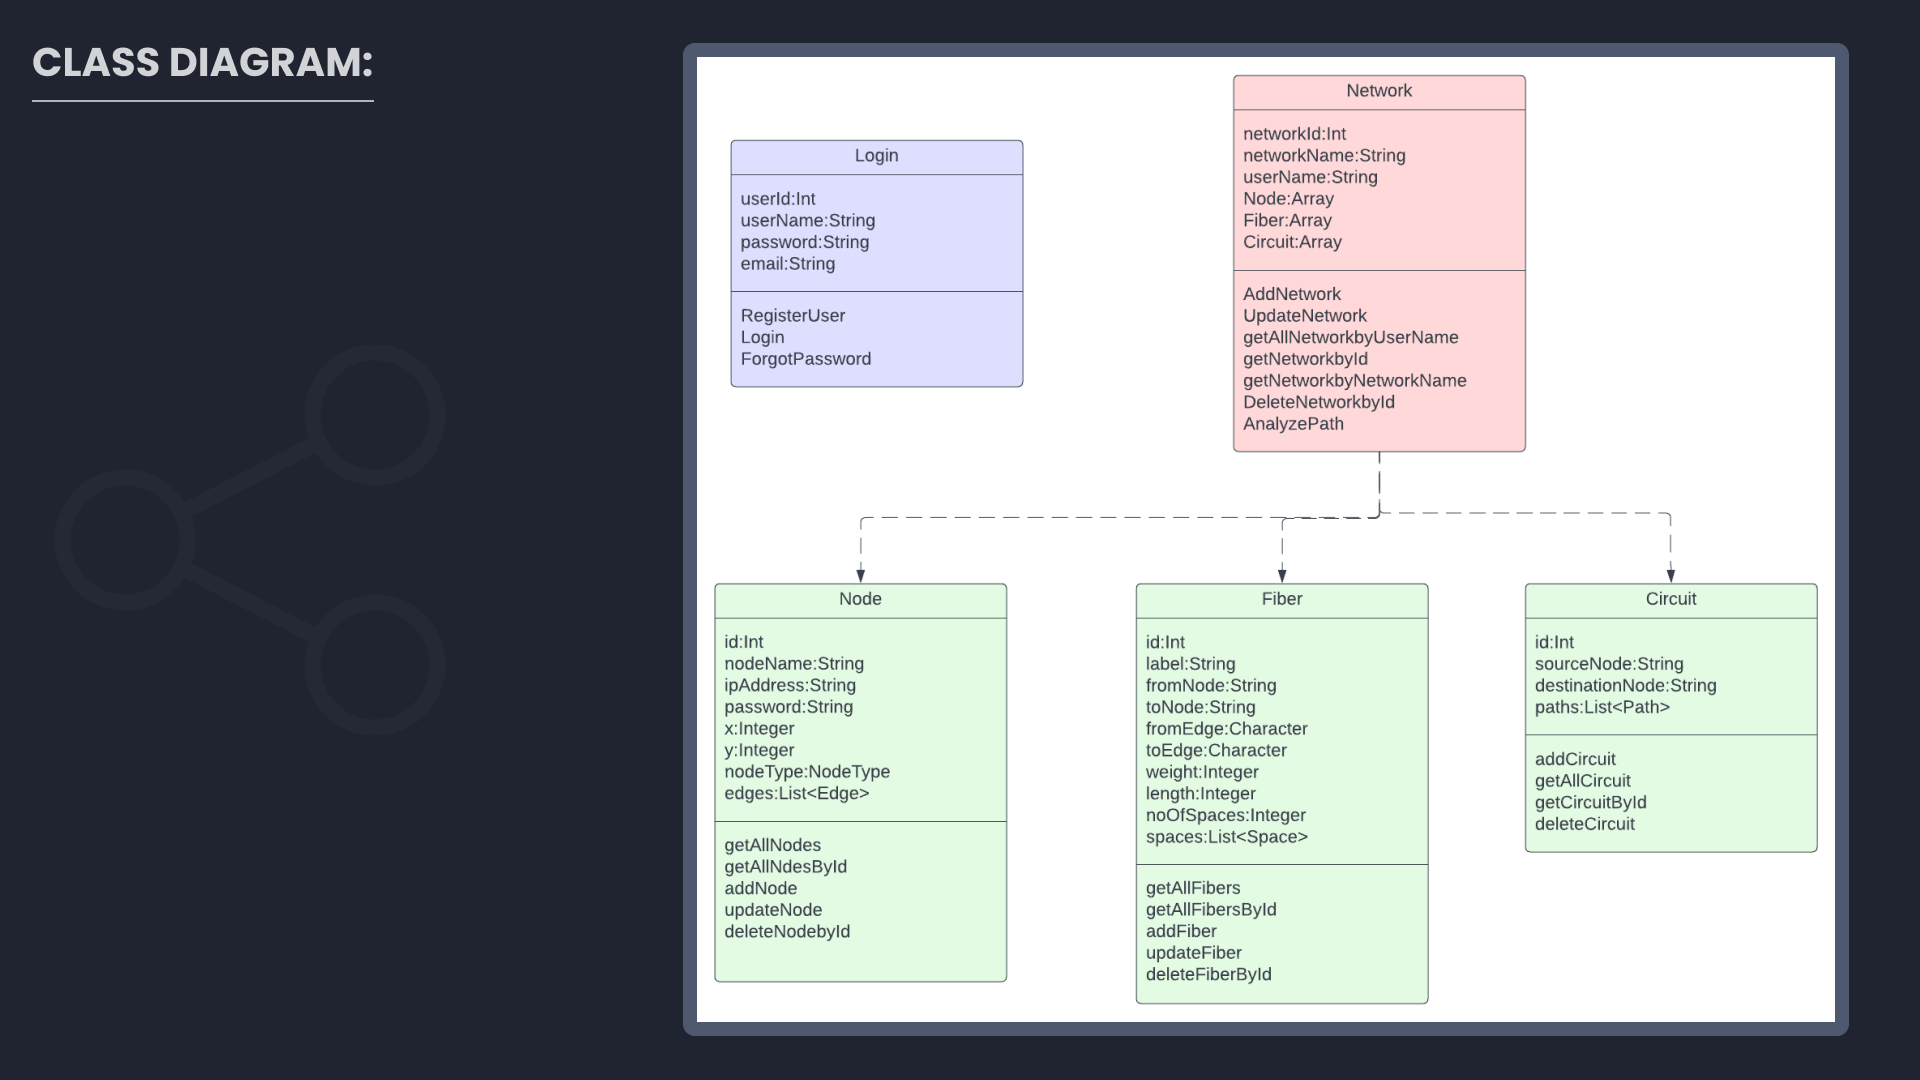 CLASS DIAGRAM:
Login
userId:Int
userName:String
password:String
email:String
RegisterUser
Login
ForgotPassword
Network
networkId:Int
networkName:String
userName:String
Node:Array
Fiber:Array
Circuit:Array
AddNetwork
UpdateNetwork
getAllNetworkbyUserName
getNetworkbyId
getNetworkbyNetworkName
DeleteNetworkbyId
AnalyzePath
Node
id:Int
nodeName:String
ipAddress:String
password:String
x:Integer
y:Integer
nodeType:NodeType
edges:List<Edge>
getAllNodes
getAllNdesById
addNode
updateNode
deleteNodebyId
Fiber
id:Int
label:String
fromNode:String
toNode:String
fromEdge:Character
toEdge:Character
weight:Integer
length:Integer
noOfSpaces:Integer
spaces:List<Space>
getAllFibers
getAllFibersById
addFiber
updateFiber
deleteFiberById
Circuit
id:Int
sourceNode:String
destinationNode:String
paths:List<Path>
addCircuit
getAllCircuit
getCircuitById
deleteCircuit